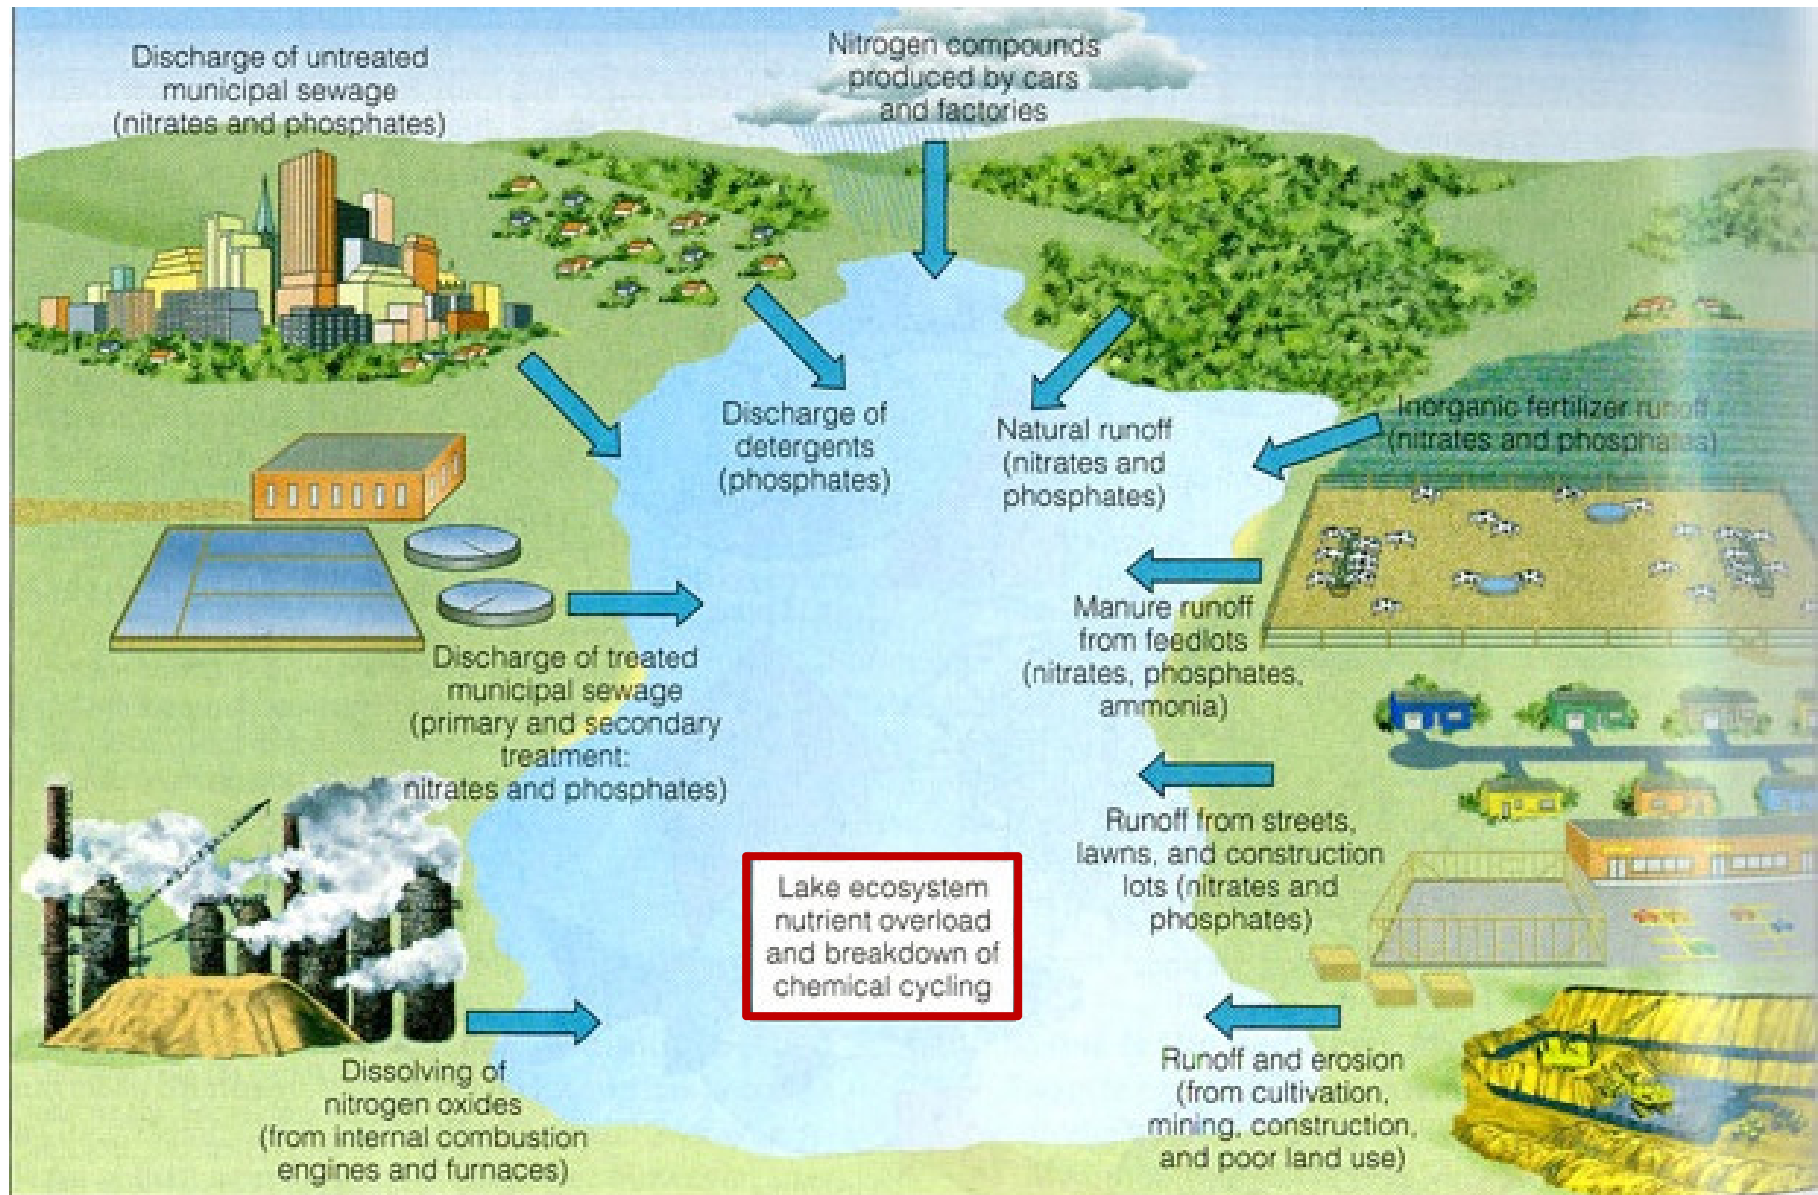 Discharge of untreated
municipal sewage
(nitrates and phosphates)
Nitrogen compounds
produced by cars
and factories
Discharge of
detergents
(phosphates)
Natural runoff
(nitrates and
phosphates)
Inorganic fertilizer runoff
(nitrates and phosphates)
Discharge of treated
municipal sewage
(primary and secondary
treatment:
nitrates and phosphates)
Manure runoff
from feedlots
(nitrates, phosphates,
ammonia)
Runoff from streets,
lawns, and construction
lots (nitrates and
phosphates)
Lake ecosystem
nutrient overload
and breakdown of
chemical cycling
Dissolving of
nitrogen oxides
(from internal combustion
engines and furnaces)
Runoff and erosion
(from cultivation,
mining, construction,
and poor land use)